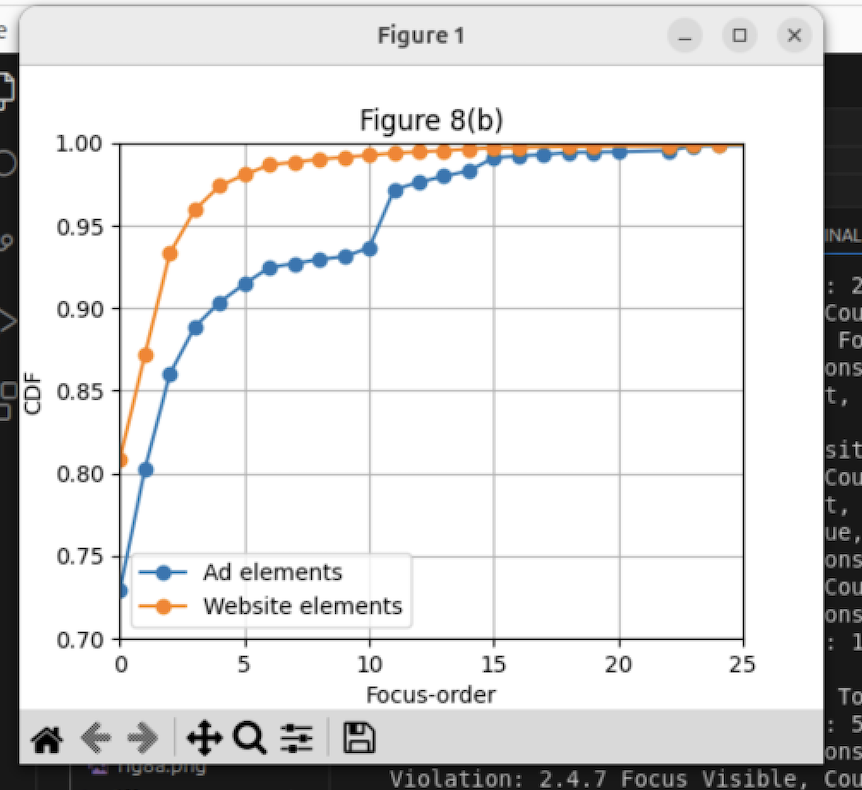 Figure 1
Figure 8(b)
1.00
0.95
0.90
0.85
0.80
0.75
0.70
CDF
Ad elements
Website elements
0 5 10 15 20 25
Focus-order
INAL
: 2
Cou
Fo
ons
t,
sit
Cou
t,
ue,
ons
Cou
ons
: 1
To
: 5
ons
fig8a.png
Violation: 2.4.7 Focus Visible, Cou